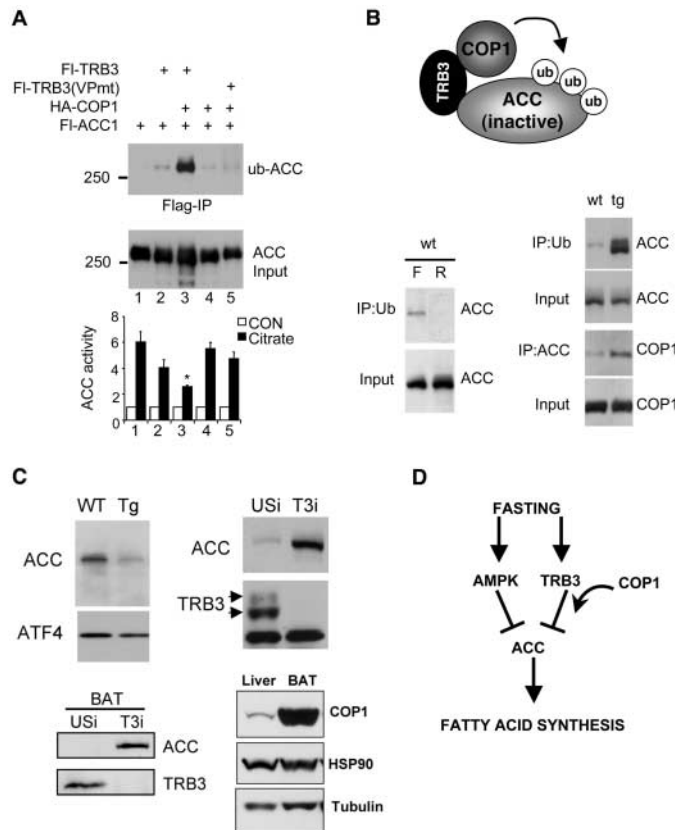 A
Fl-TRB3 + +
Fl-TRB3(VPmt) +
HA-COP1 + + +
Fl-ACC1 + + + + +
250
ub-ACC
Flag-IP
250
ACC
Input
1 2 3 4 5
ACC activity
8
6
4
2
0
CON
Citrate
*
1 2 3 4 5
B
COP1
TRB3
ub
ub
ub
ACC
(inactive)
wt
F R
IP:Ub ACC
Input ACC
wt tg
IP:Ub ACC
Input ACC
IP:ACC COP1
Input COP1
C
WT Tg
ACC
ATF4
USi T3i
ACC
TRB3
BAT
USi T3i
ACC
TRB3
Liver BAT
COP1
HSP90
Tubulin
D
FASTING
AMPK TRB3 COP1
ACC
FATTY ACID SYNTHESIS